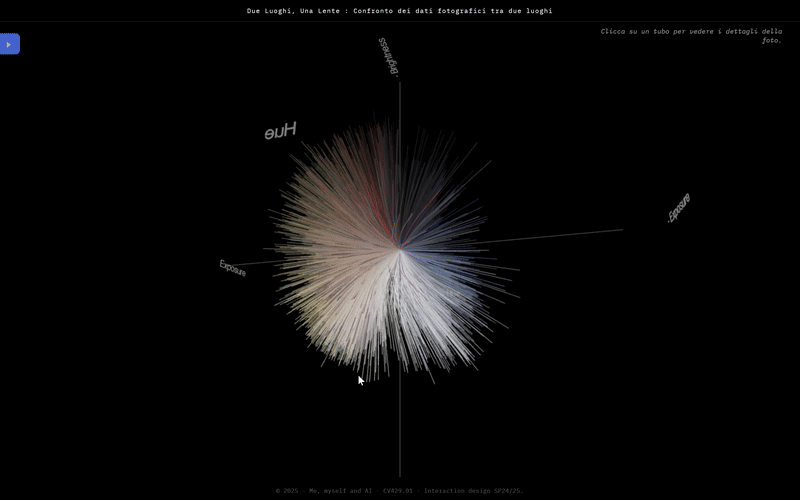 Due Luoghi, Una Lente : Confronto dei dati fotografici tra due luoghi
Clicca su un tubo per vedere i dettagli della
foto.
-Brightness
Hue
-Exposure
Exposure
© 2025 - Me, myself and AI - CV429.01 - Interaction design SP24/25.